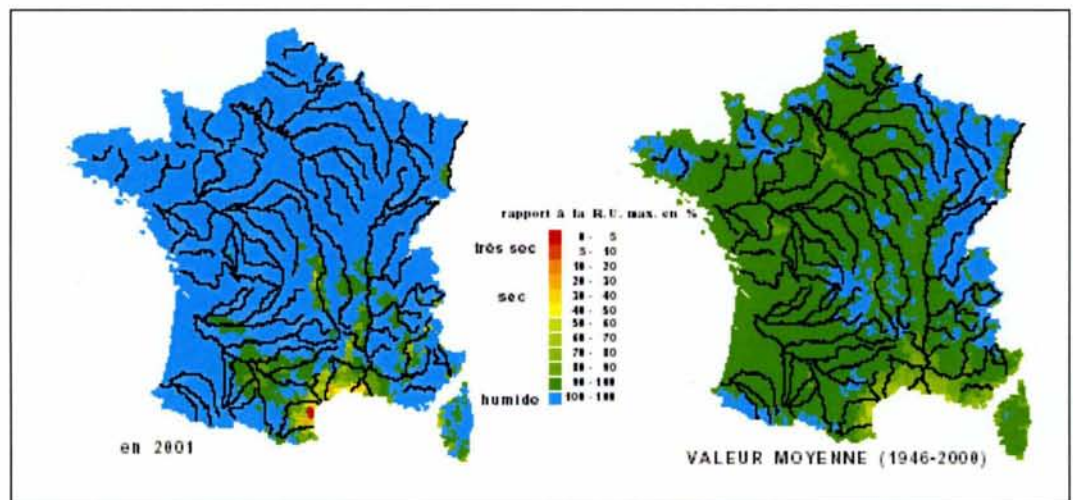 rapport à la R.U. max. en %
très sec
0 - 5
5 - 10
10 - 20
20 - 30
sec
30 - 40
40 - 50
50 - 60
60 - 70
70 - 80
80 - 90
90 - 100
humide
100 - 100
en 2001
VALEUR MOYENNE (1946-2000)